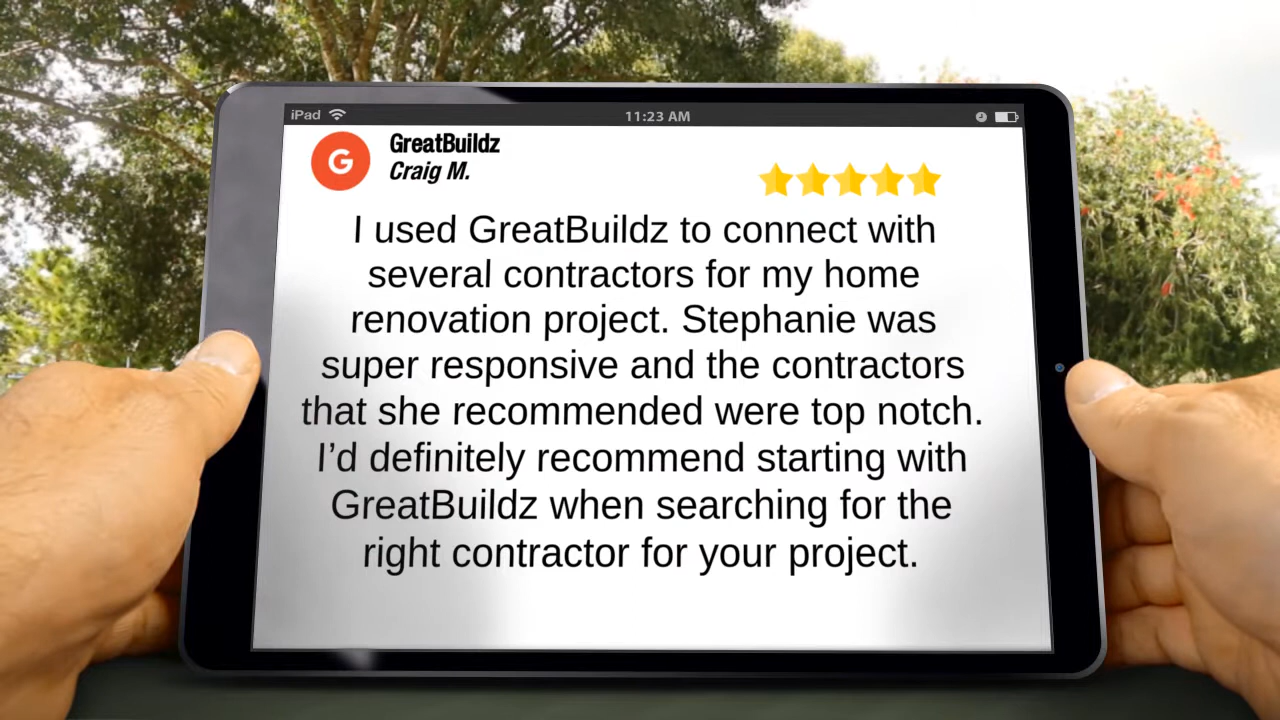 iPad 11:23 AM
G
GreatBuildz
Craig M.
I used GreatBuildz to connect with
several contractors for my home
renovation project. Stephanie was
super responsive and the contractors
that she recommended were top notch.
I’d definitely recommend starting with
GreatBuildz when searching for the
right contractor for your project.